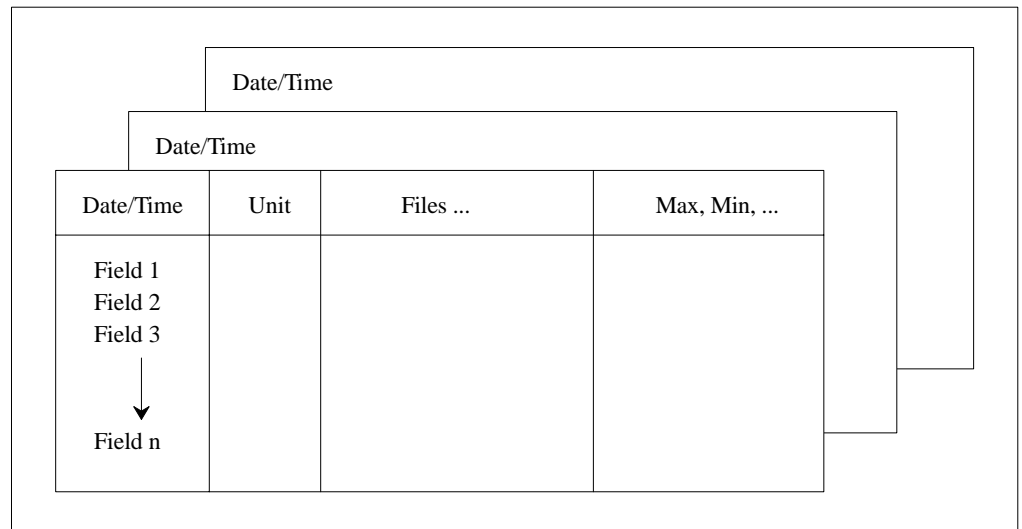 Date/Time
Date/Time
Date/Time Unit Files ... Max, Min, ...
Field 1
Field 2
Field 3
Field n